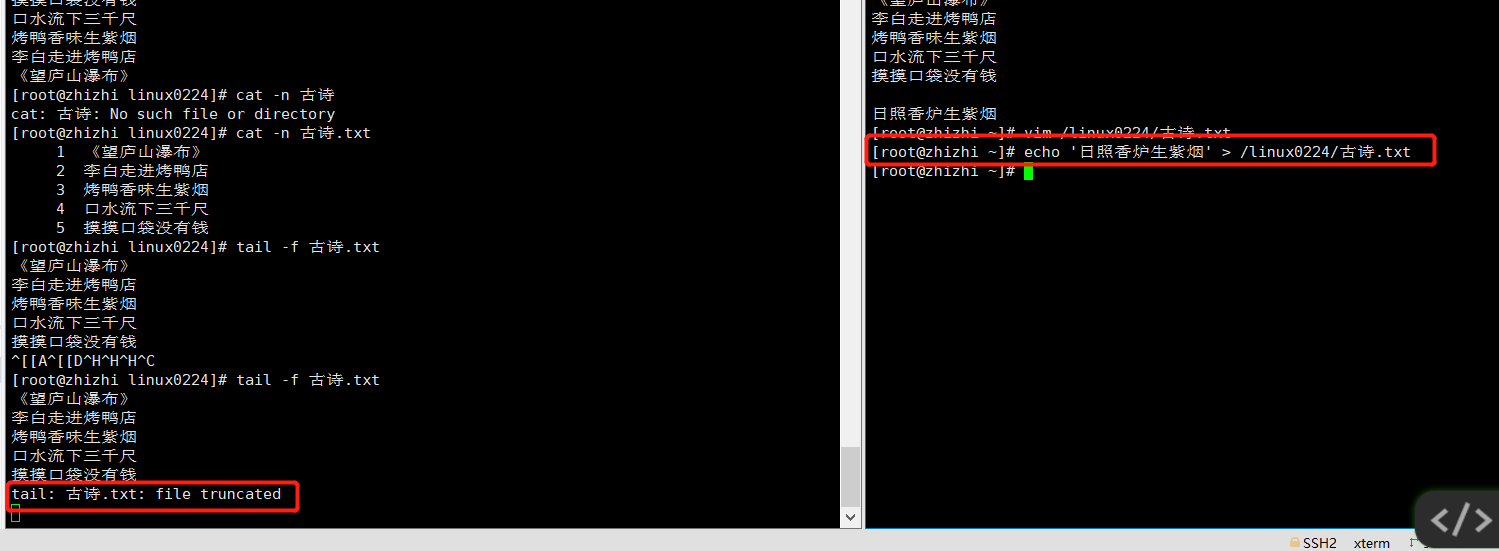 摸摸口袋没有钱
口水流下三千尺
烤鸭香味生紫烟
李白走进烤鸭店
《望庐山瀑布》
[root@zhizhi linux0224]# cat -n 古诗
cat: 古诗: No such file or directory
[root@zhizhi linux0224]# cat -n 古诗.txt
1 《望庐山瀑布》
2 李白走进烤鸭店
3 烤鸭香味生紫烟
4 口水流下三千尺
5 摸摸口袋没有钱
[root@zhizhi linux0224]# tail -f 古诗.txt
《望庐山瀑布》
李白走进烤鸭店
烤鸭香味生紫烟
口水流下三千尺
摸摸口袋没有钱
^[[A^[[D^H^H^H^C
[root@zhizhi linux0224]# tail -f 古诗.txt
《望庐山瀑布》
李白走进烤鸭店
烤鸭香味生紫烟
口水流下三千尺
摸摸口袋没有钱
tail: 古诗.txt: file truncated
《望庐山瀑布》
李白走进烤鸭店
烤鸭香味生紫烟
口水流下三千尺
摸摸口袋没有钱
日照香炉生紫烟
[root@zhizhi ~]# vim /linux0224/古诗.txt
[root@zhizhi ~]# echo '日照香炉生紫烟' > /linux0224/古诗.txt
[root@zhizhi ~]#
SSH2 xterm